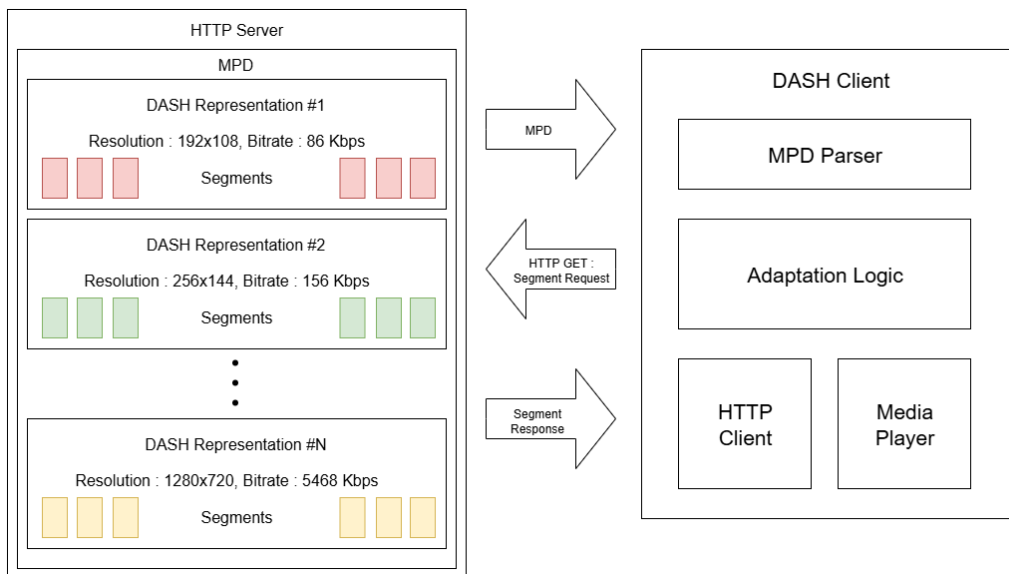 HTTP Server
MPD
DASH Representation #1
Resolution : 192x108, Bitrate : 86 Kbps
Segments
DASH Representation #2
Resolution : 256x144, Bitrate : 156 Kbps
Segments
DASH Representation #N
Resolution : 1280x720, Bitrate : 5468 Kbps
Segments
MPD
HTTP GET :
Segment Request
Segment
Response
DASH Client
MPD Parser
Adaptation Logic
HTTP
Client
Media
Player